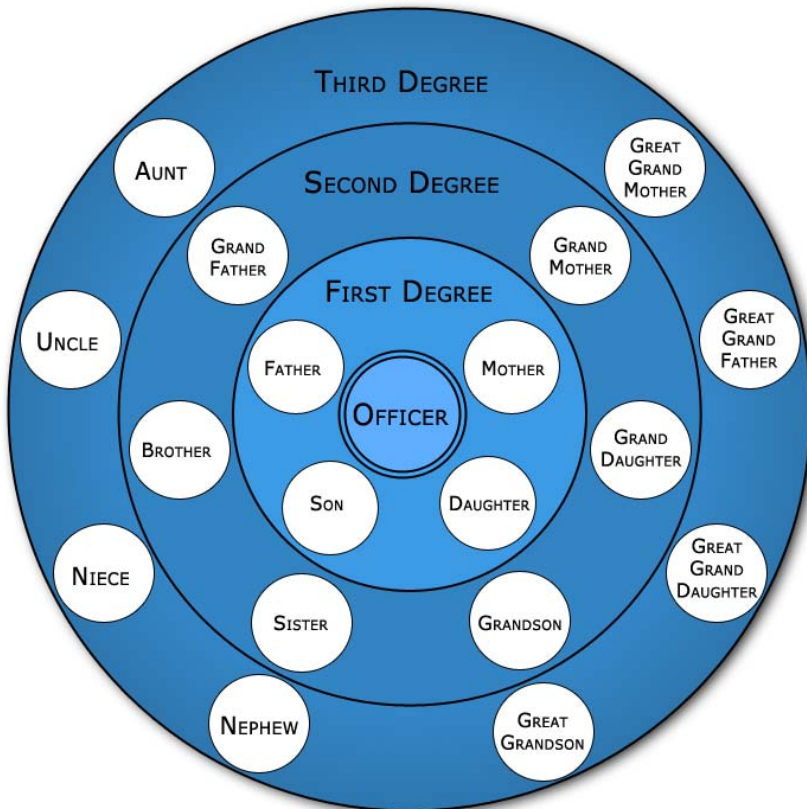 Third Degree
Aunt
Great
Grand
Mother
Second Degree
Grand
Father
Grand
Mother
First Degree
Uncle
Great
Grand
Father
Father
Mother
Officer
Brother
Grand
Daughter
Son
Daughter
Niece
Great
Grand
Daughter
Sister
Grandson
Nephew
Great
Grandson